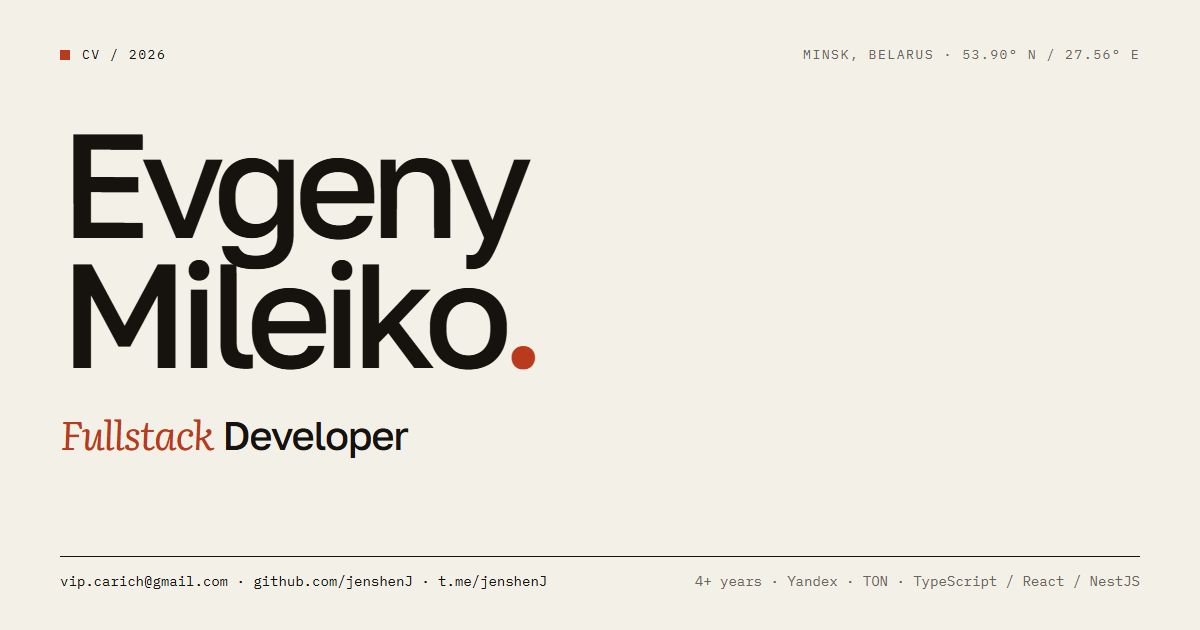 CV / 2026
MINSK, BELARUS · 53.90° N / 27.56° E
Evgeny
Mileiko.
Fullstack Developer
vip.carich@gmail.com · github.com/jenshenJ · t.me/jenshenJ
4+ years · Yandex · TON · TypeScript / React / NestJS